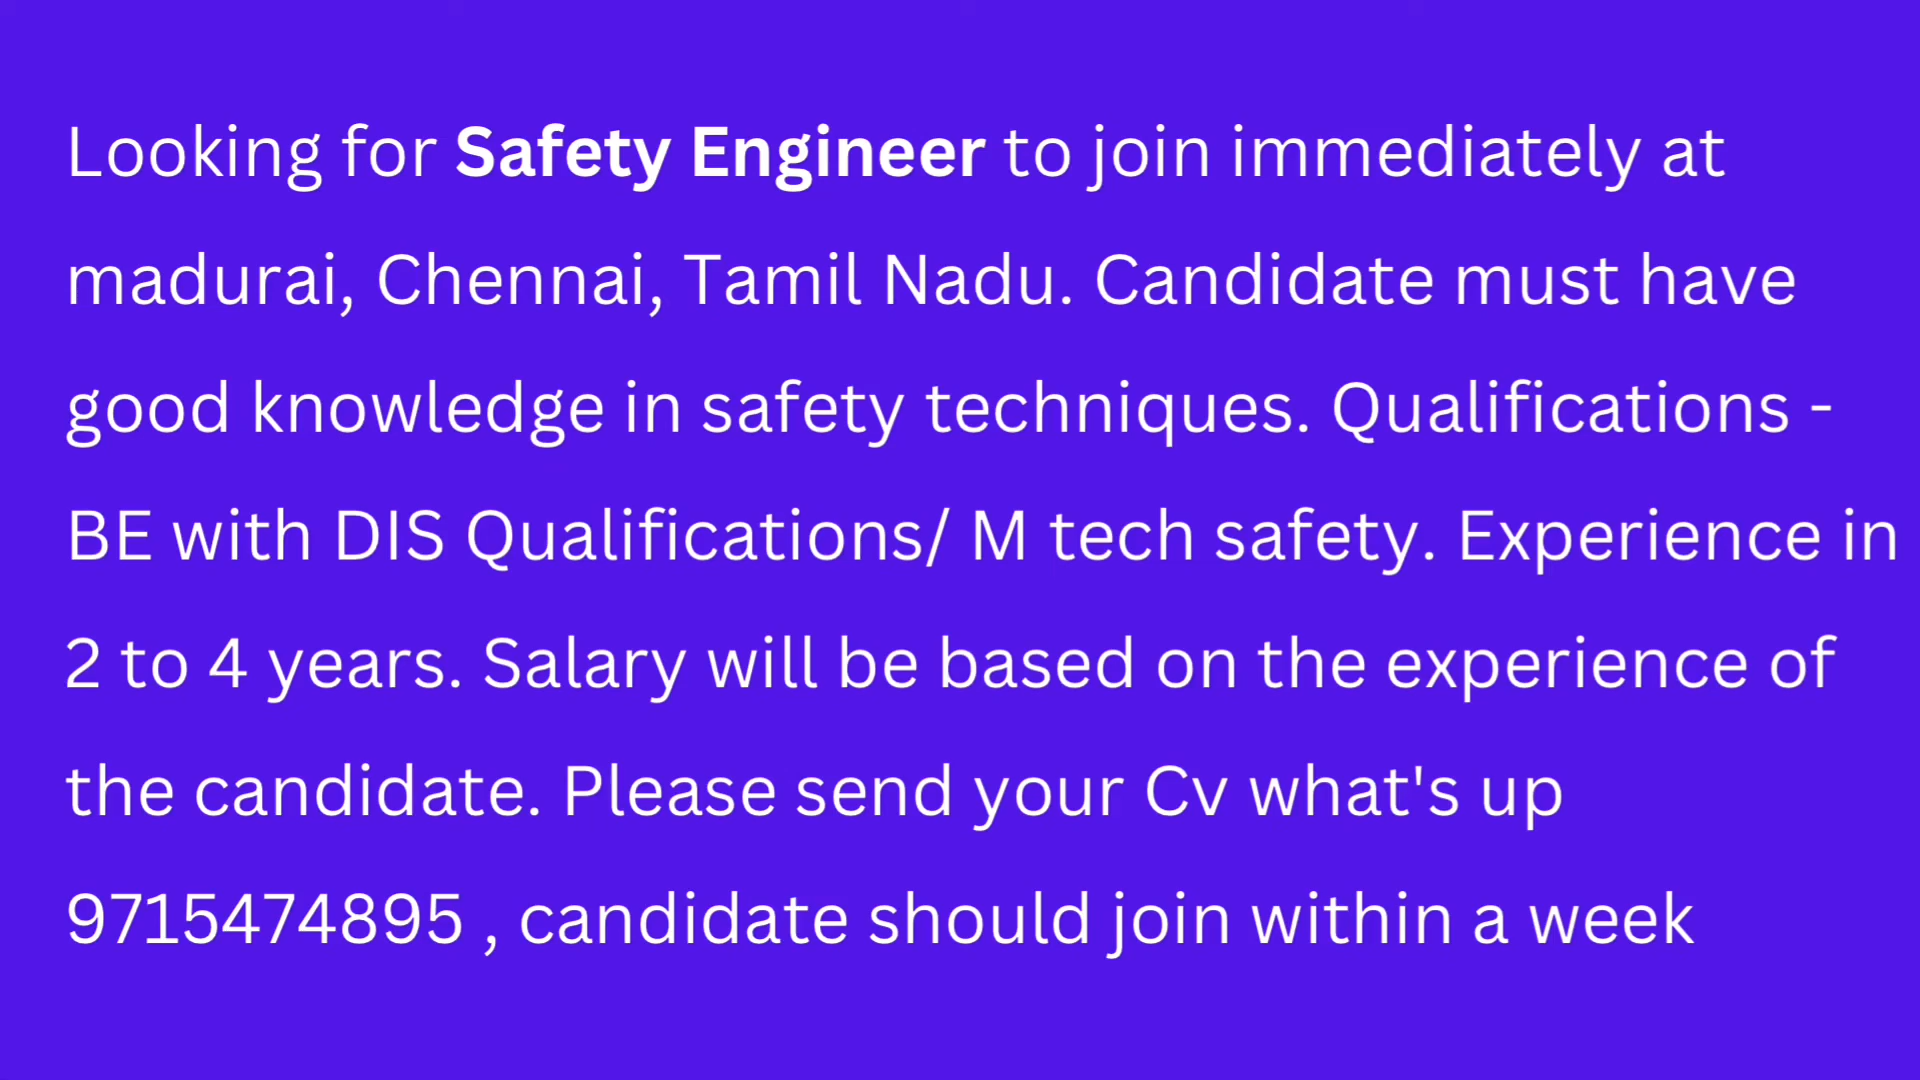 Looking for Safety Engineer to join immediately at
madurai, Chennai, Tamil Nadu. Candidate must have
good knowledge in safety techniques. Qualifications -
BE with DIS Qualifications/ M tech safety. Experience in
2 to 4 years. Salary will be based on the experience of
the candidate. Please send your Cv what's up
9715474895 , candidate should join within a week